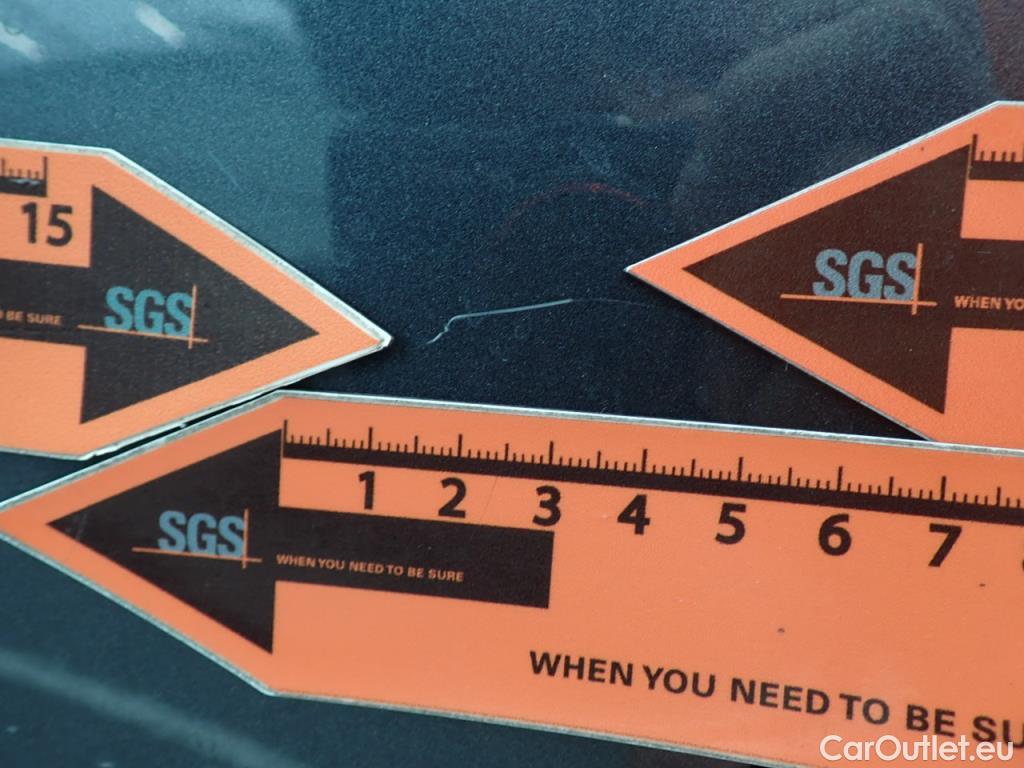 15
SGS
BE SURE
SGS
WHEN YO
1 2 3 4 5 6 7
SGS
WHEN YOU NEED TO BE SURE
WHEN YOU NEED TO BE SU
CarOutlet.eu